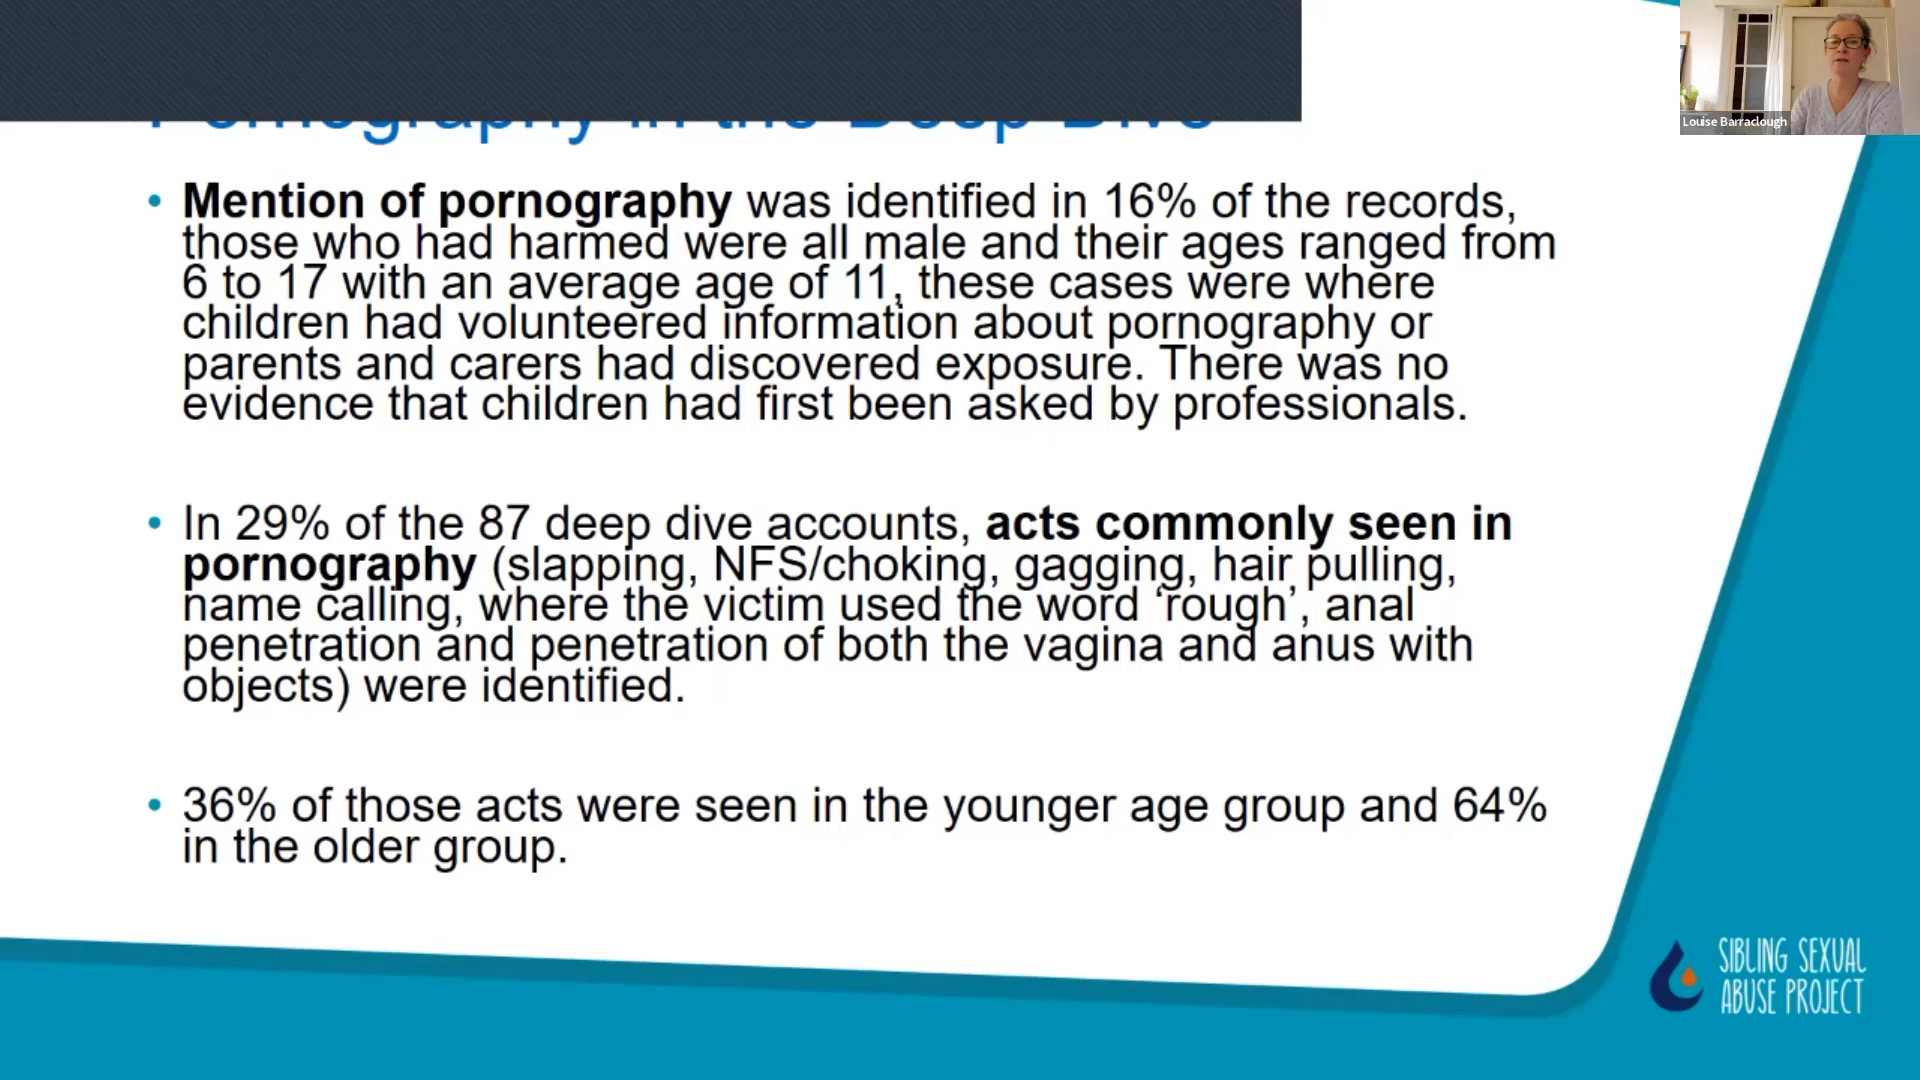 Pornography in the Deep Dive
Louise Barraclough
• Mention of pornography was identified in 16% of the records,
those who had harmed were all male and their ages ranged from
6 to 17 with an average age of 11, these cases were where
children had volunteered information about pornography or
parents and carers had discovered exposure. There was no
evidence that children had first been asked by professionals.
• In 29% of the 87 deep dive accounts, acts commonly seen in
pornography (slapping, NFS/choking, gagging, hair pulling,
name calling, where the victim used the word ‘rough’, anal
penetration and penetration of both the vagina and anus with
objects) were identified.
• 36% of those acts were seen in the younger age group and 64%
in the older group.
SIBLING SEXUAL
ABUSE PROJECT